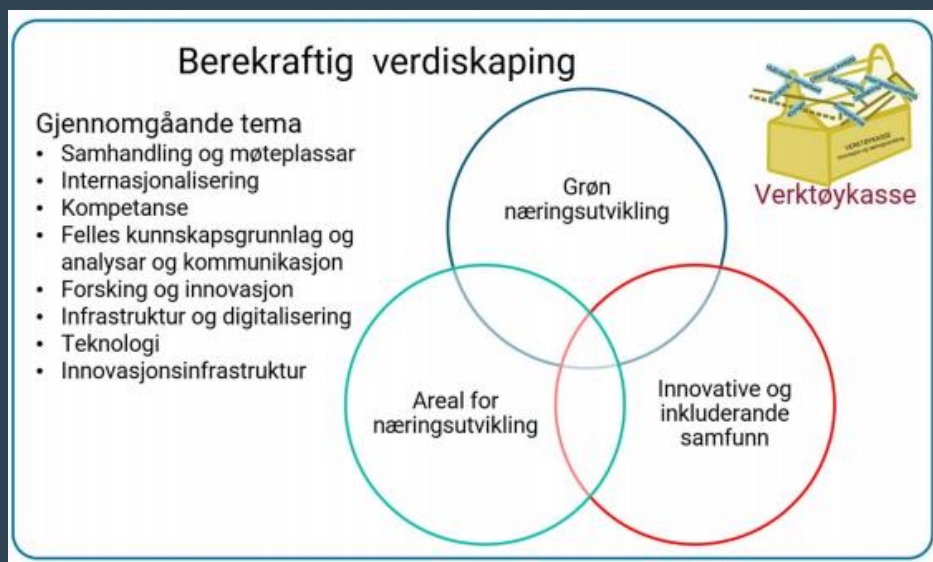 Berekraftig verdiskaping
Gjennomgåande tema
• Samhandling og møteplassar
• Internasjonalisering
• Kompetanse
• Felles kunnskapsgrunnlag og
analysar og kommunikasjon
• Forsking og innovasjon
• Infrastruktur og digitalisering
• Teknologi
• Innovasjonsinfrastruktur
Grøn
næringsutvikling
Areal for
næringsutvikling
Innovative og
inkluderande
samfunn
VERKTØYKASSE
Verktøykasse